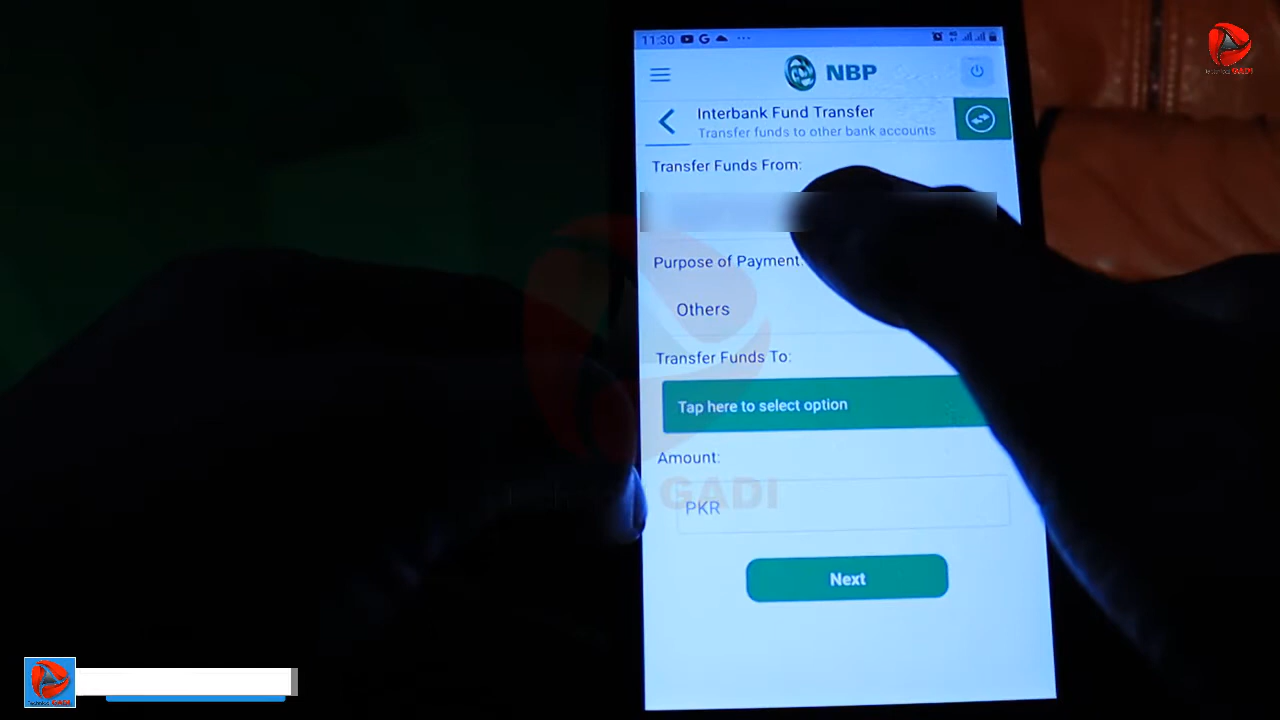 11:30
NBP
Interbank Fund Transfer
Transfer funds to other bank accounts
Transfer Funds From:
Purpose of Payment:
Others
Transfer Funds To:
Tap here to select option
Amount:
PKR
Next
GADI